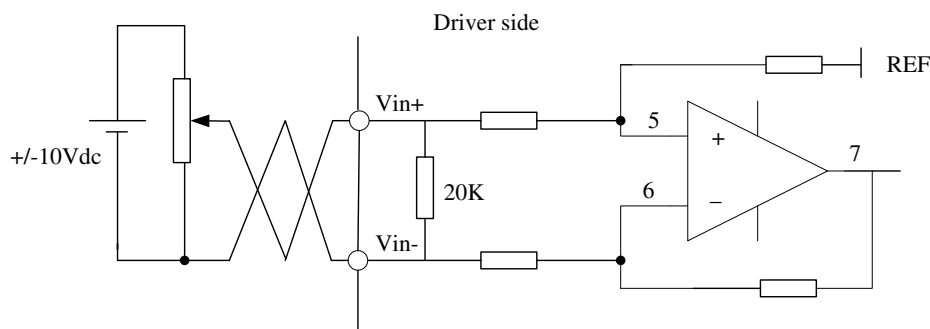 Driver side
REF
Vin+
5
+
7
+/-10Vdc
20K
6
−
Vin-